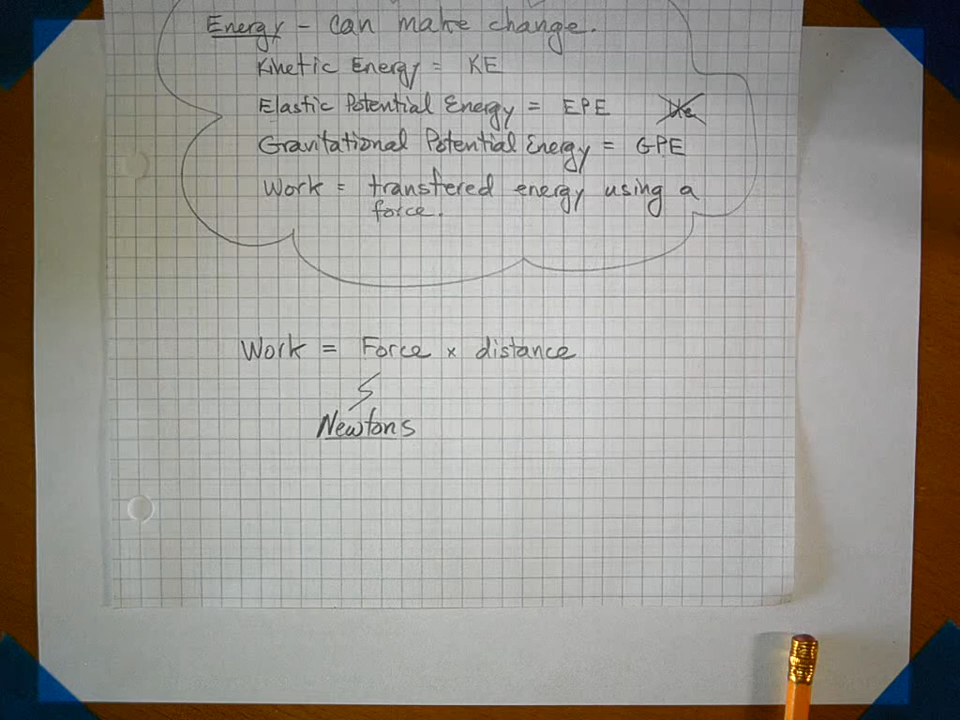 Energy - can make change.
Kinetic Energy = KE
Elastic Potential Energy = EPE
Gravitational Potential Energy = GPE
Work = transfered energy using a
force.
Work = Force x distance
Newtons